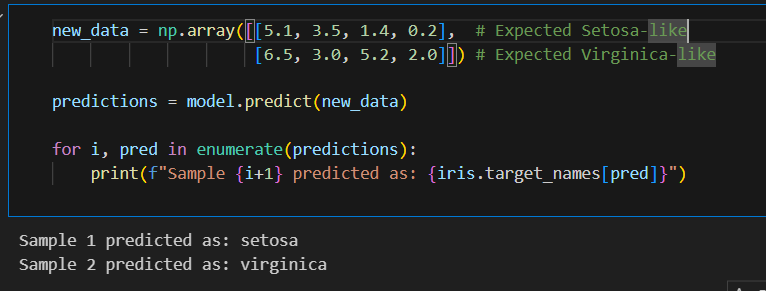 new_data = np.array([[5.1, 3.5, 1.4, 0.2],  # Expected Setosa-like
                     [6.5, 3.0, 5.2, 2.0]]) # Expected Virginica-like
predictions = model.predict(new_data)
for i, pred in enumerate(predictions):
    print(f"Sample {i+1} predicted as: {iris.target_names[pred]}")
Sample 1 predicted as: setosa
Sample 2 predicted as: virginica